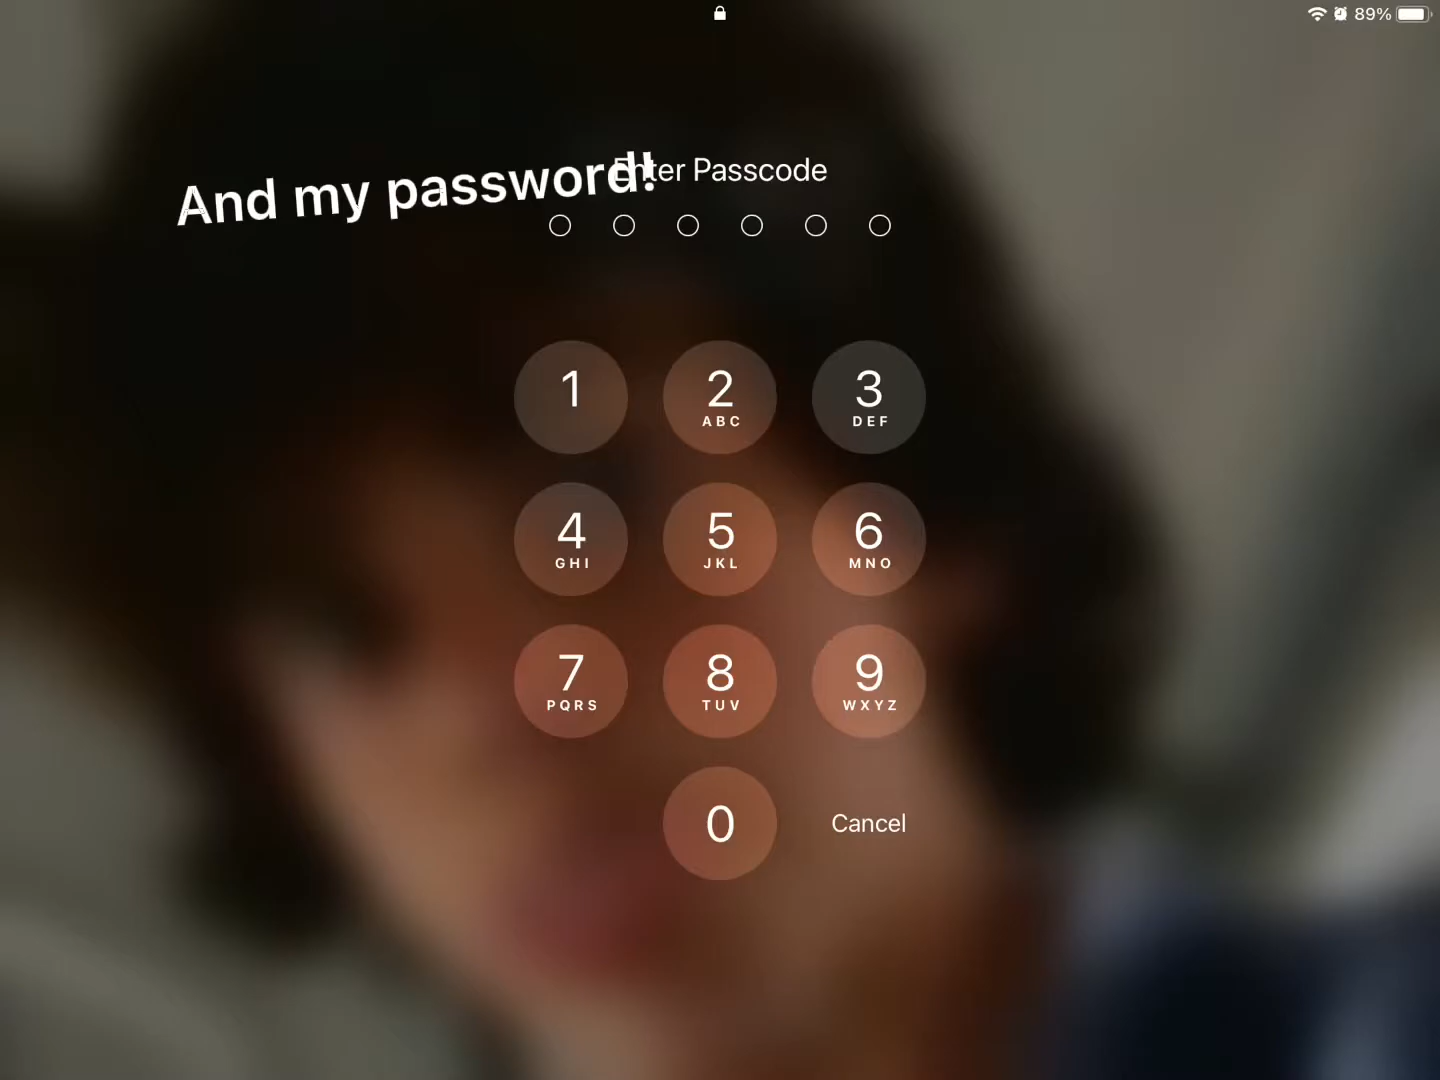 89%
And my password!
Enter Passcode
1
2
ABC
3
DEF
4
GHI
5
JKL
6
MNO
7
PQRS
8
TUV
9
WXYZ
0
Cancel